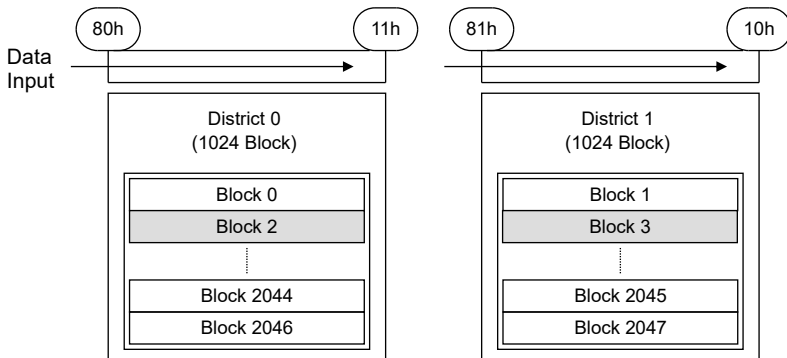 80h
11h
81h
10h
Data
Input
District 0
(1024 Block)
Block 0
Block 2
Block 2044
Block 2046
District 1
(1024 Block)
Block 1
Block 3
Block 2045
Block 2047